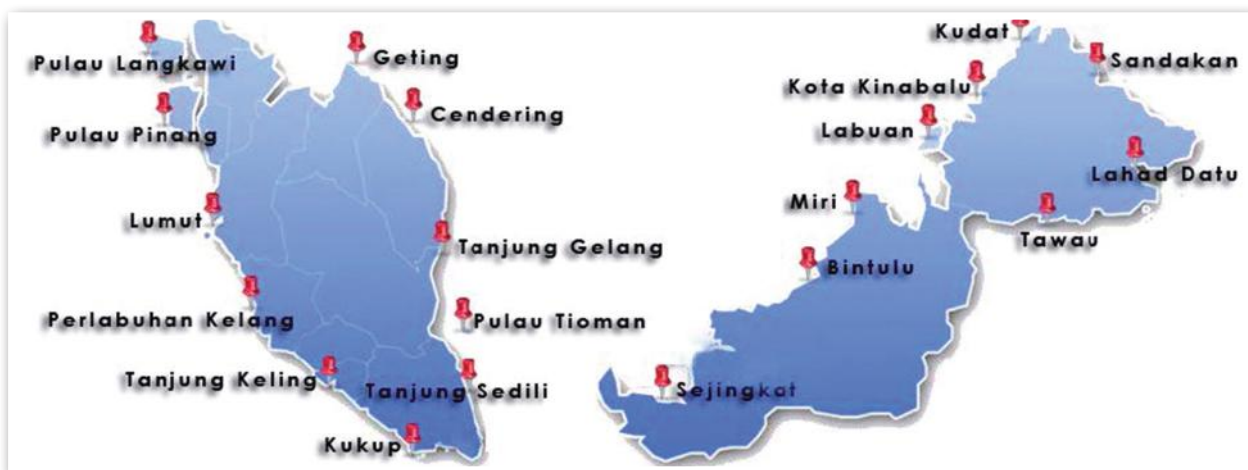 Pulau Langkawi
Geting
Cendering
Pulau Pinang
Lumut
Tanjung Gelang
Perlabuhan Kelang
Pulau Tioman
Tanjung Keling
Tanjung Sedili
Kukup
Kudat
Sandakan
Kota Kinabalu
Labuan
Lahad Datu
Miri
Tawau
Bintulu
Sejingkat